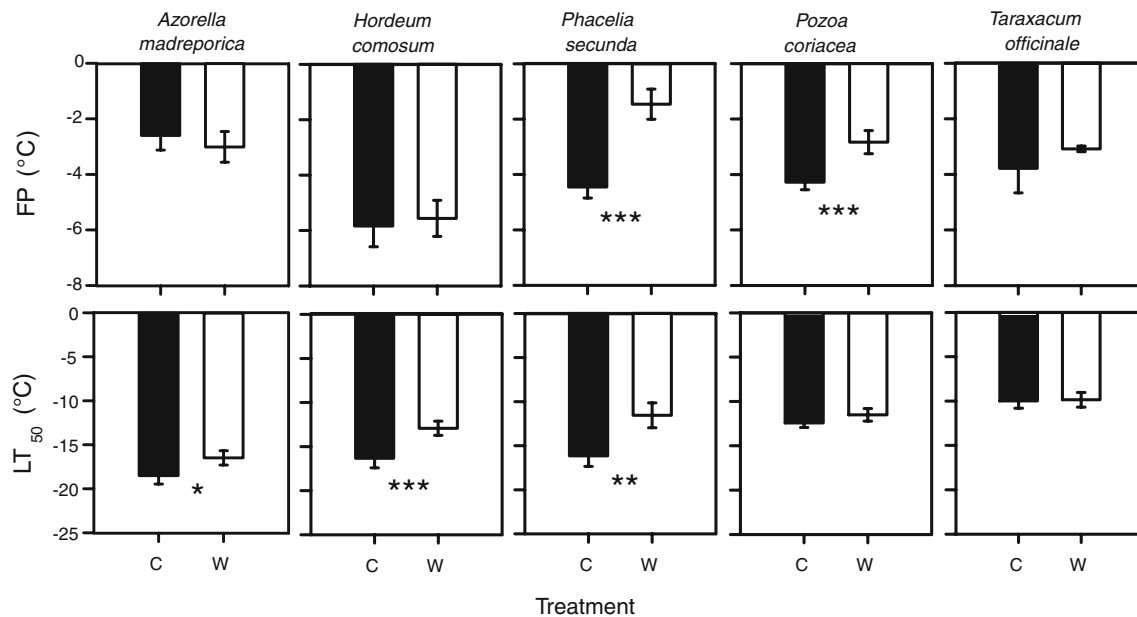 Azorella madreporica
Hordeum comosum
Phacelia secunda
Pozoa coriacea
Taraxacum officinale
FP (°C)
0
-2
-4
-6
-8
***
***
LT50 (°C)
0
-5
-10
-15
-20
-25
*
***
**
C W C W C W C W C W
Treatment